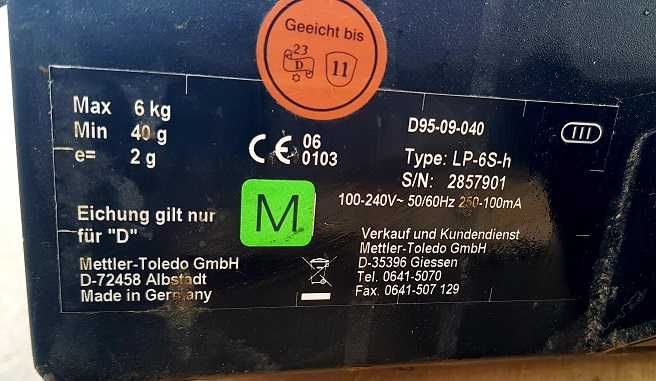 Geeicht bis
23
D
11
Max 6 kg
Min 40 g
e= 2 g
CE 06
0103
D95-09-040
III
Type: LP-6S-h
S/N: 2857901
100-240V~ 50/60Hz 250-100mA
M
Eichung gilt nur
für "D"
Mettler-Toledo GmbH
D-72458 Albstadt
Made in Germany
Verkauf und Kundendienst
Mettler-Toledo GmbH
D-35396 Giessen
Tel. 0641-5070
Fax. 0641-507 129